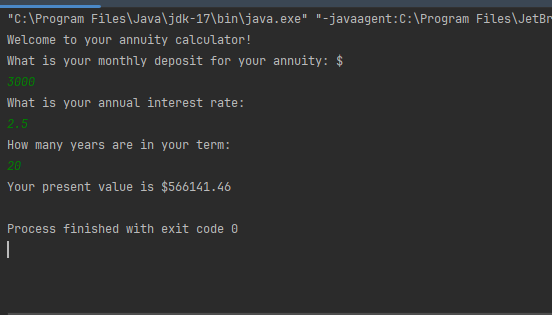 "C:\Program Files\Java\jdk-17\bin\java.exe" "-javaagent:C:\Program Files\JetBr
Welcome to your annuity calculator!
What is your monthly deposit for your annuity: $
3000
What is your annual interest rate:
2.5
How many years are in your term:
20
Your present value is $566141.46
Process finished with exit code 0